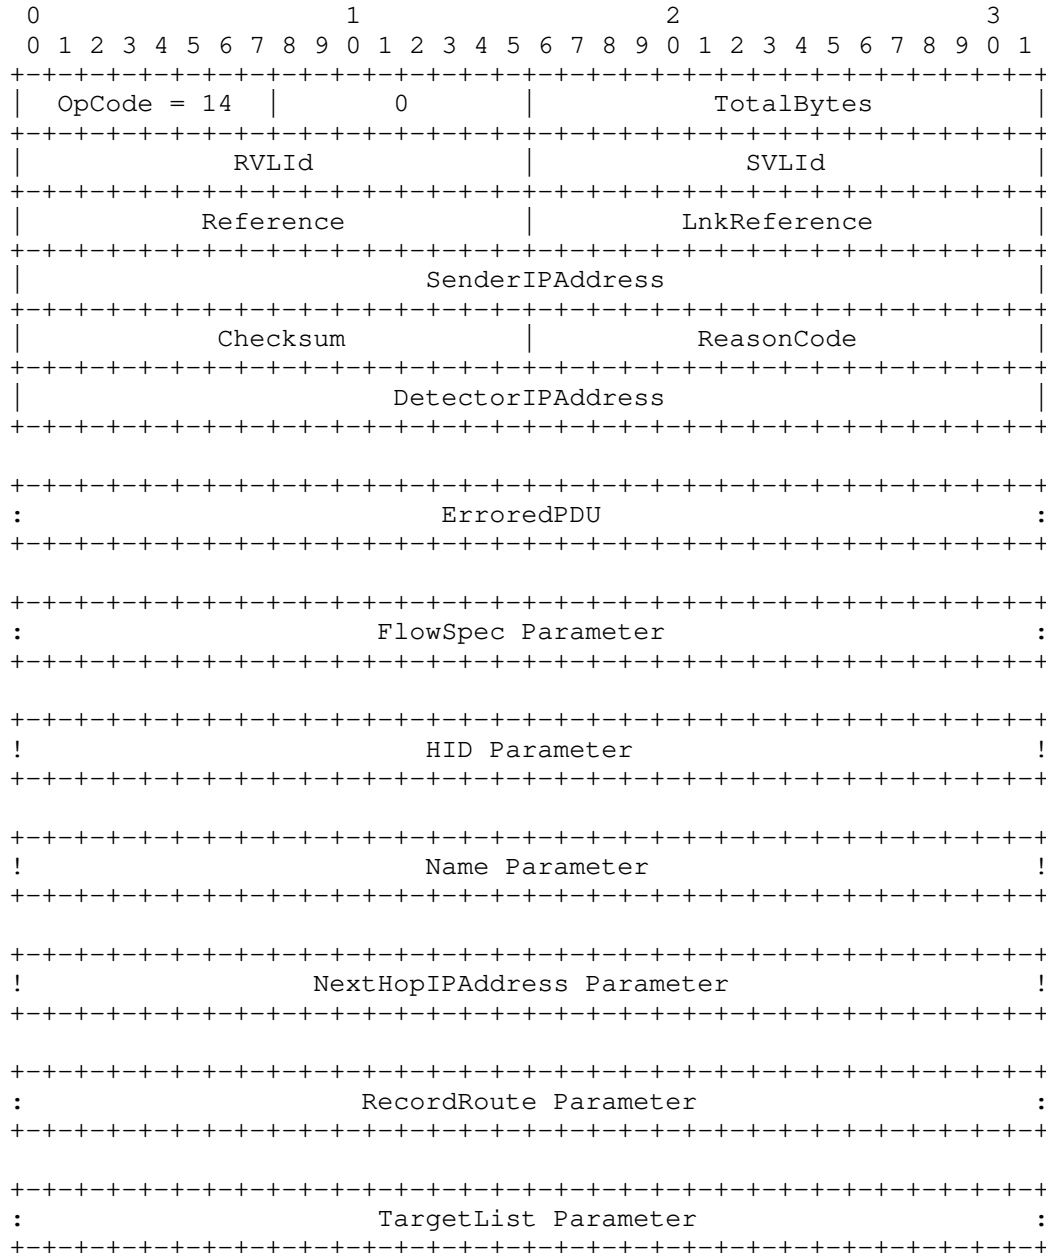 0                   1                   2                   3
 0 1 2 3 4 5 6 7 8 9 0 1 2 3 4 5 6 7 8 9 0 1 2 3 4 5 6 7 8 9 0 1
+-+-+-+-+-+-+-+-+-+-+-+-+-+-+-+-+-+-+-+-+-+-+-+-+-+-+-+-+-+-+-+-+
|  OpCode = 14  |       0       |           TotalBytes          |
+-+-+-+-+-+-+-+-+-+-+-+-+-+-+-+-+-+-+-+-+-+-+-+-+-+-+-+-+-+-+-+-+
|             RVLId             |             SVLId             |
+-+-+-+-+-+-+-+-+-+-+-+-+-+-+-+-+-+-+-+-+-+-+-+-+-+-+-+-+-+-+-+-+
|           Reference           |         LnkReference          |
+-+-+-+-+-+-+-+-+-+-+-+-+-+-+-+-+-+-+-+-+-+-+-+-+-+-+-+-+-+-+-+-+
|                         SenderIPAddress                       |
+-+-+-+-+-+-+-+-+-+-+-+-+-+-+-+-+-+-+-+-+-+-+-+-+-+-+-+-+-+-+-+-+
|            Checksum           |          ReasonCode           |
+-+-+-+-+-+-+-+-+-+-+-+-+-+-+-+-+-+-+-+-+-+-+-+-+-+-+-+-+-+-+-+-+
|                       DetectorIPAddress                       |
+-+-+-+-+-+-+-+-+-+-+-+-+-+-+-+-+-+-+-+-+-+-+-+-+-+-+-+-+-+-+-+-+

+-+-+-+-+-+-+-+-+-+-+-+-+-+-+-+-+-+-+-+-+-+-+-+-+-+-+-+-+-+-+-+-+
:                          ErroredPDU                           :
+-+-+-+-+-+-+-+-+-+-+-+-+-+-+-+-+-+-+-+-+-+-+-+-+-+-+-+-+-+-+-+-+

+-+-+-+-+-+-+-+-+-+-+-+-+-+-+-+-+-+-+-+-+-+-+-+-+-+-+-+-+-+-+-+-+
:                      FlowSpec Parameter                       :
+-+-+-+-+-+-+-+-+-+-+-+-+-+-+-+-+-+-+-+-+-+-+-+-+-+-+-+-+-+-+-+-+

+-+-+-+-+-+-+-+-+-+-+-+-+-+-+-+-+-+-+-+-+-+-+-+-+-+-+-+-+-+-+-+-+
!                         HID Parameter                         !
+-+-+-+-+-+-+-+-+-+-+-+-+-+-+-+-+-+-+-+-+-+-+-+-+-+-+-+-+-+-+-+-+

+-+-+-+-+-+-+-+-+-+-+-+-+-+-+-+-+-+-+-+-+-+-+-+-+-+-+-+-+-+-+-+-+
!                         Name Parameter                        !
+-+-+-+-+-+-+-+-+-+-+-+-+-+-+-+-+-+-+-+-+-+-+-+-+-+-+-+-+-+-+-+-+

+-+-+-+-+-+-+-+-+-+-+-+-+-+-+-+-+-+-+-+-+-+-+-+-+-+-+-+-+-+-+-+-+
!                  NextHopIPAddress Parameter                   !
+-+-+-+-+-+-+-+-+-+-+-+-+-+-+-+-+-+-+-+-+-+-+-+-+-+-+-+-+-+-+-+-+

+-+-+-+-+-+-+-+-+-+-+-+-+-+-+-+-+-+-+-+-+-+-+-+-+-+-+-+-+-+-+-+-+
:                     RecordRoute Parameter                     :
+-+-+-+-+-+-+-+-+-+-+-+-+-+-+-+-+-+-+-+-+-+-+-+-+-+-+-+-+-+-+-+-+

+-+-+-+-+-+-+-+-+-+-+-+-+-+-+-+-+-+-+-+-+-+-+-+-+-+-+-+-+-+-+-+-+
:                      TargetList Parameter                     :
+-+-+-+-+-+-+-+-+-+-+-+-+-+-+-+-+-+-+-+-+-+-+-+-+-+-+-+-+-+-+-+-+